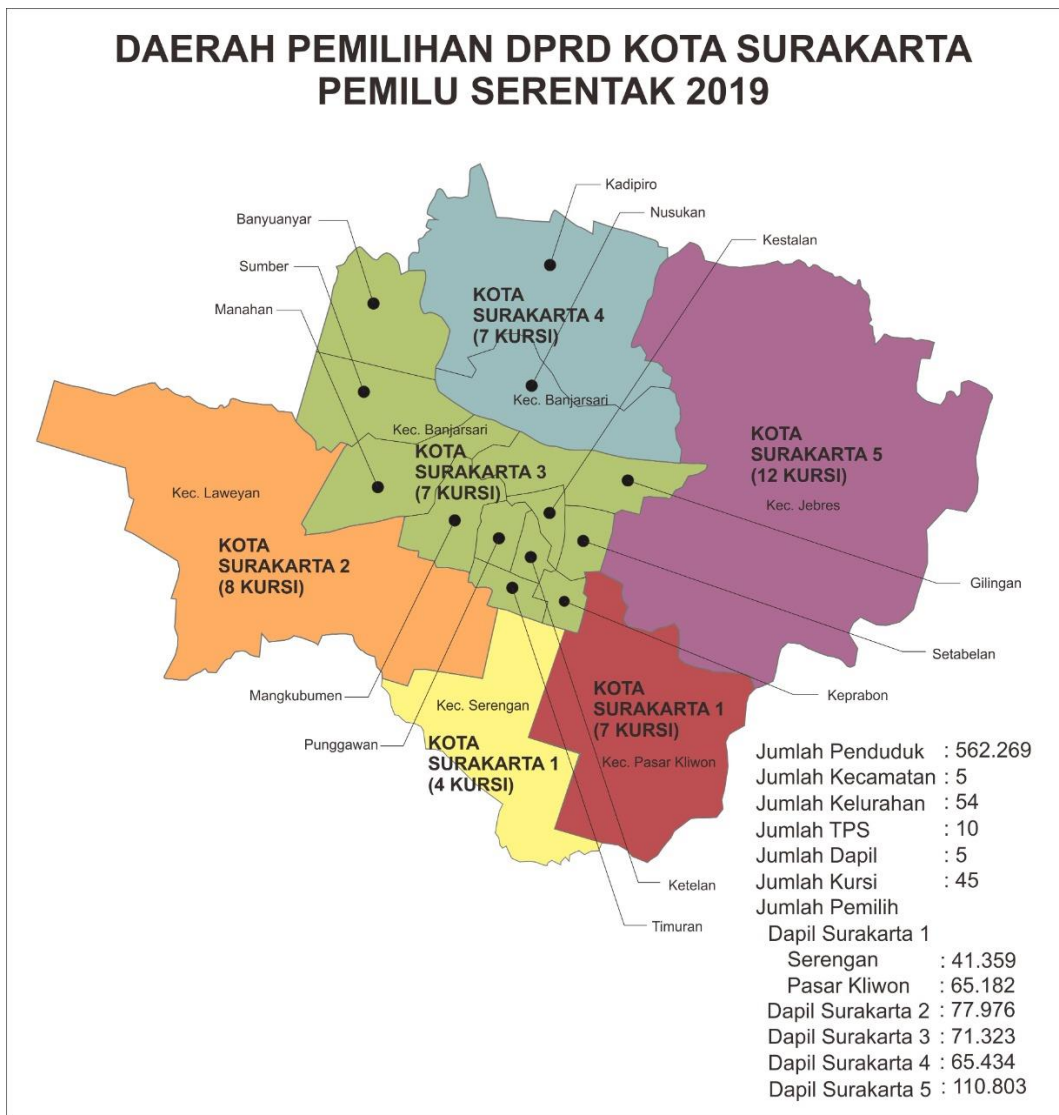 DAERAH PEMILIHAN DPRD KOTA SURAKARTA
PEMILU SERENTAK 2019
Kadipiro
Nusukan
Kestalan
Banyuanyar
Sumber
Manahan
KOTA
SURAKARTA 4
(7 KURSI)
Kec. Banjarsari
Kec. Banjarsari
KOTA
SURAKARTA 3
(7 KURSI)
KOTA
SURAKARTA 5
(12 KURSI)
Kec. Jebres
Kec. Laweyan
KOTA
SURAKARTA 2
(8 KURSI)
Gilingan
Setabelan
Keprabon
Mangkubumen
Punggawan
Kec. Serengan
KOTA
SURAKARTA 1
(4 KURSI)
KOTA
SURAKARTA 1
(7 KURSI)
Kec. Pasar Kliwon
Ketelan
Timuran
Jumlah Penduduk : 562.269
Jumlah Kecamatan : 5
Jumlah Kelurahan : 54
Jumlah TPS : 10
Jumlah Dapil : 5
Jumlah Kursi : 45
Jumlah Pemilih
Dapil Surakarta 1
Serengan : 41.359
Pasar Kliwon : 65.182
Dapil Surakarta 2 : 77.976
Dapil Surakarta 3 : 71.323
Dapil Surakarta 4 : 65.434
Dapil Surakarta 5 : 110.803